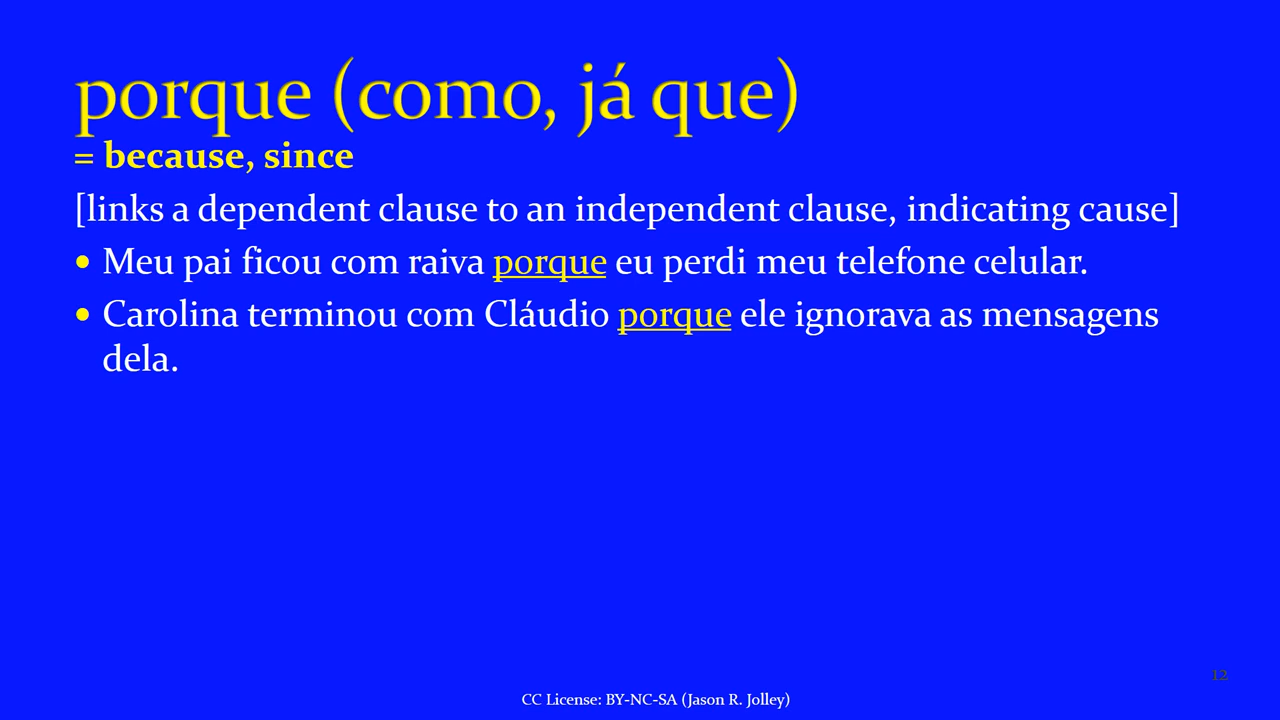 porque (como, já que)
= because, since
[links a dependent clause to an independent clause, indicating cause]
• Meu pai ficou com raiva porque eu perdi meu telefone celular.
• Carolina terminou com Cláudio porque ele ignorava as mensagens
dela.
12
CC License: BY-NC-SA (Jason R. Jolley)